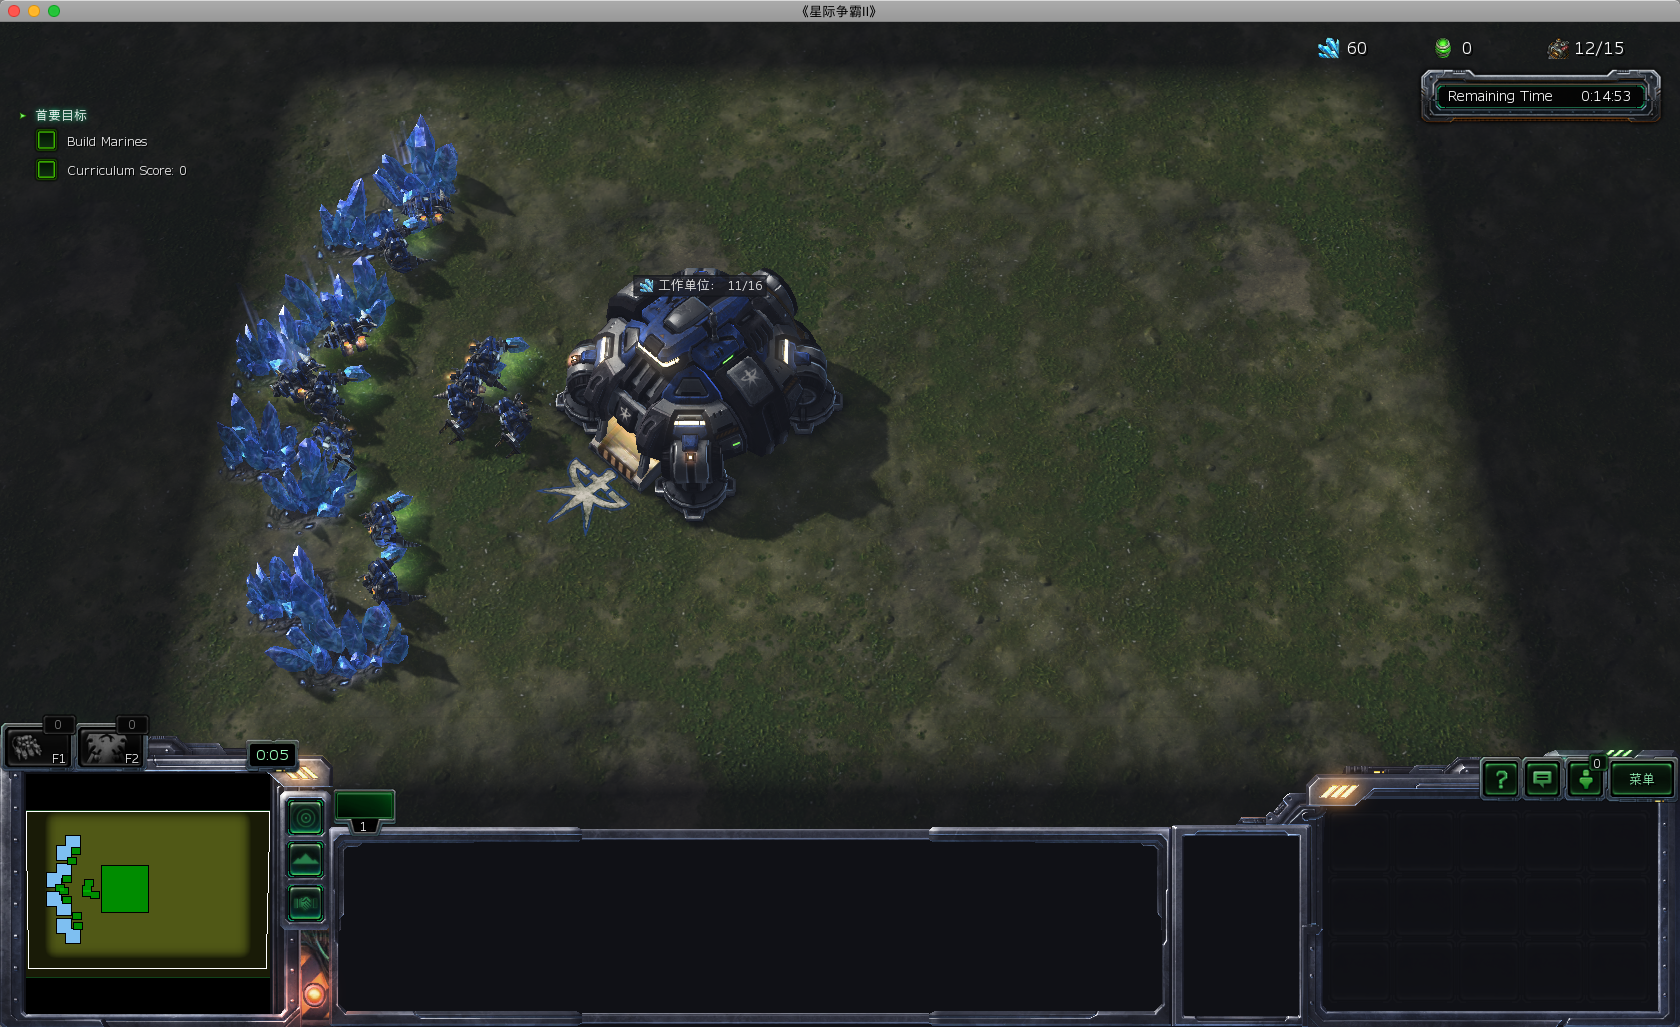 《星际争霸II》
60
0
12/15
Remaining Time 0:14:53
首要目标
Build Marines
Curriculum Score: 0
工作单位: 11/16
0
0
F1
F2
0:05
1
?
0
菜单